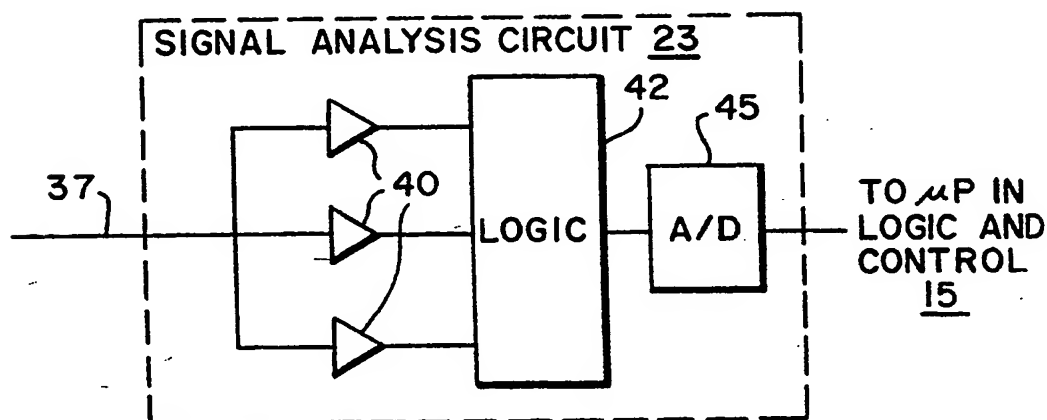 SIGNAL ANALYSIS CIRCUIT 23
42
45
37
40
LOGIC
A/D
TO μP IN
LOGIC AND
CONTROL
15